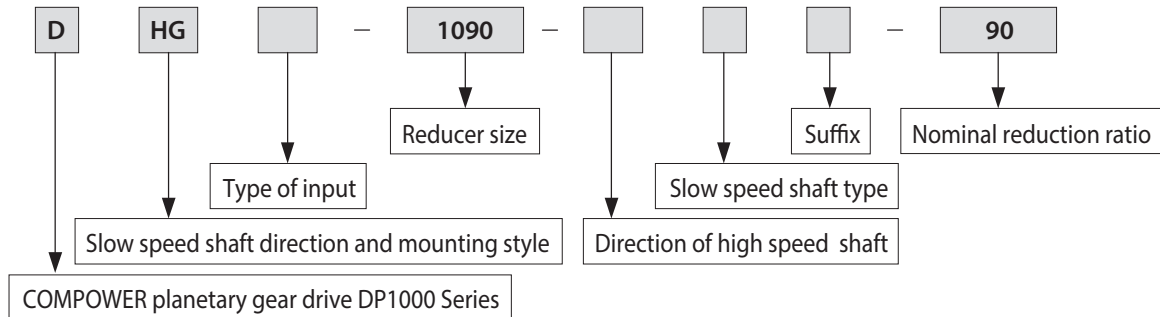 D HG – 1090 – – 90
Reducer size
Suffix
Nominal reduction ratio
Type of input
Slow speed shaft type
Slow speed shaft direction and mounting style
Direction of high speed shaft
COMPOWER planetary gear drive DP1000 Series